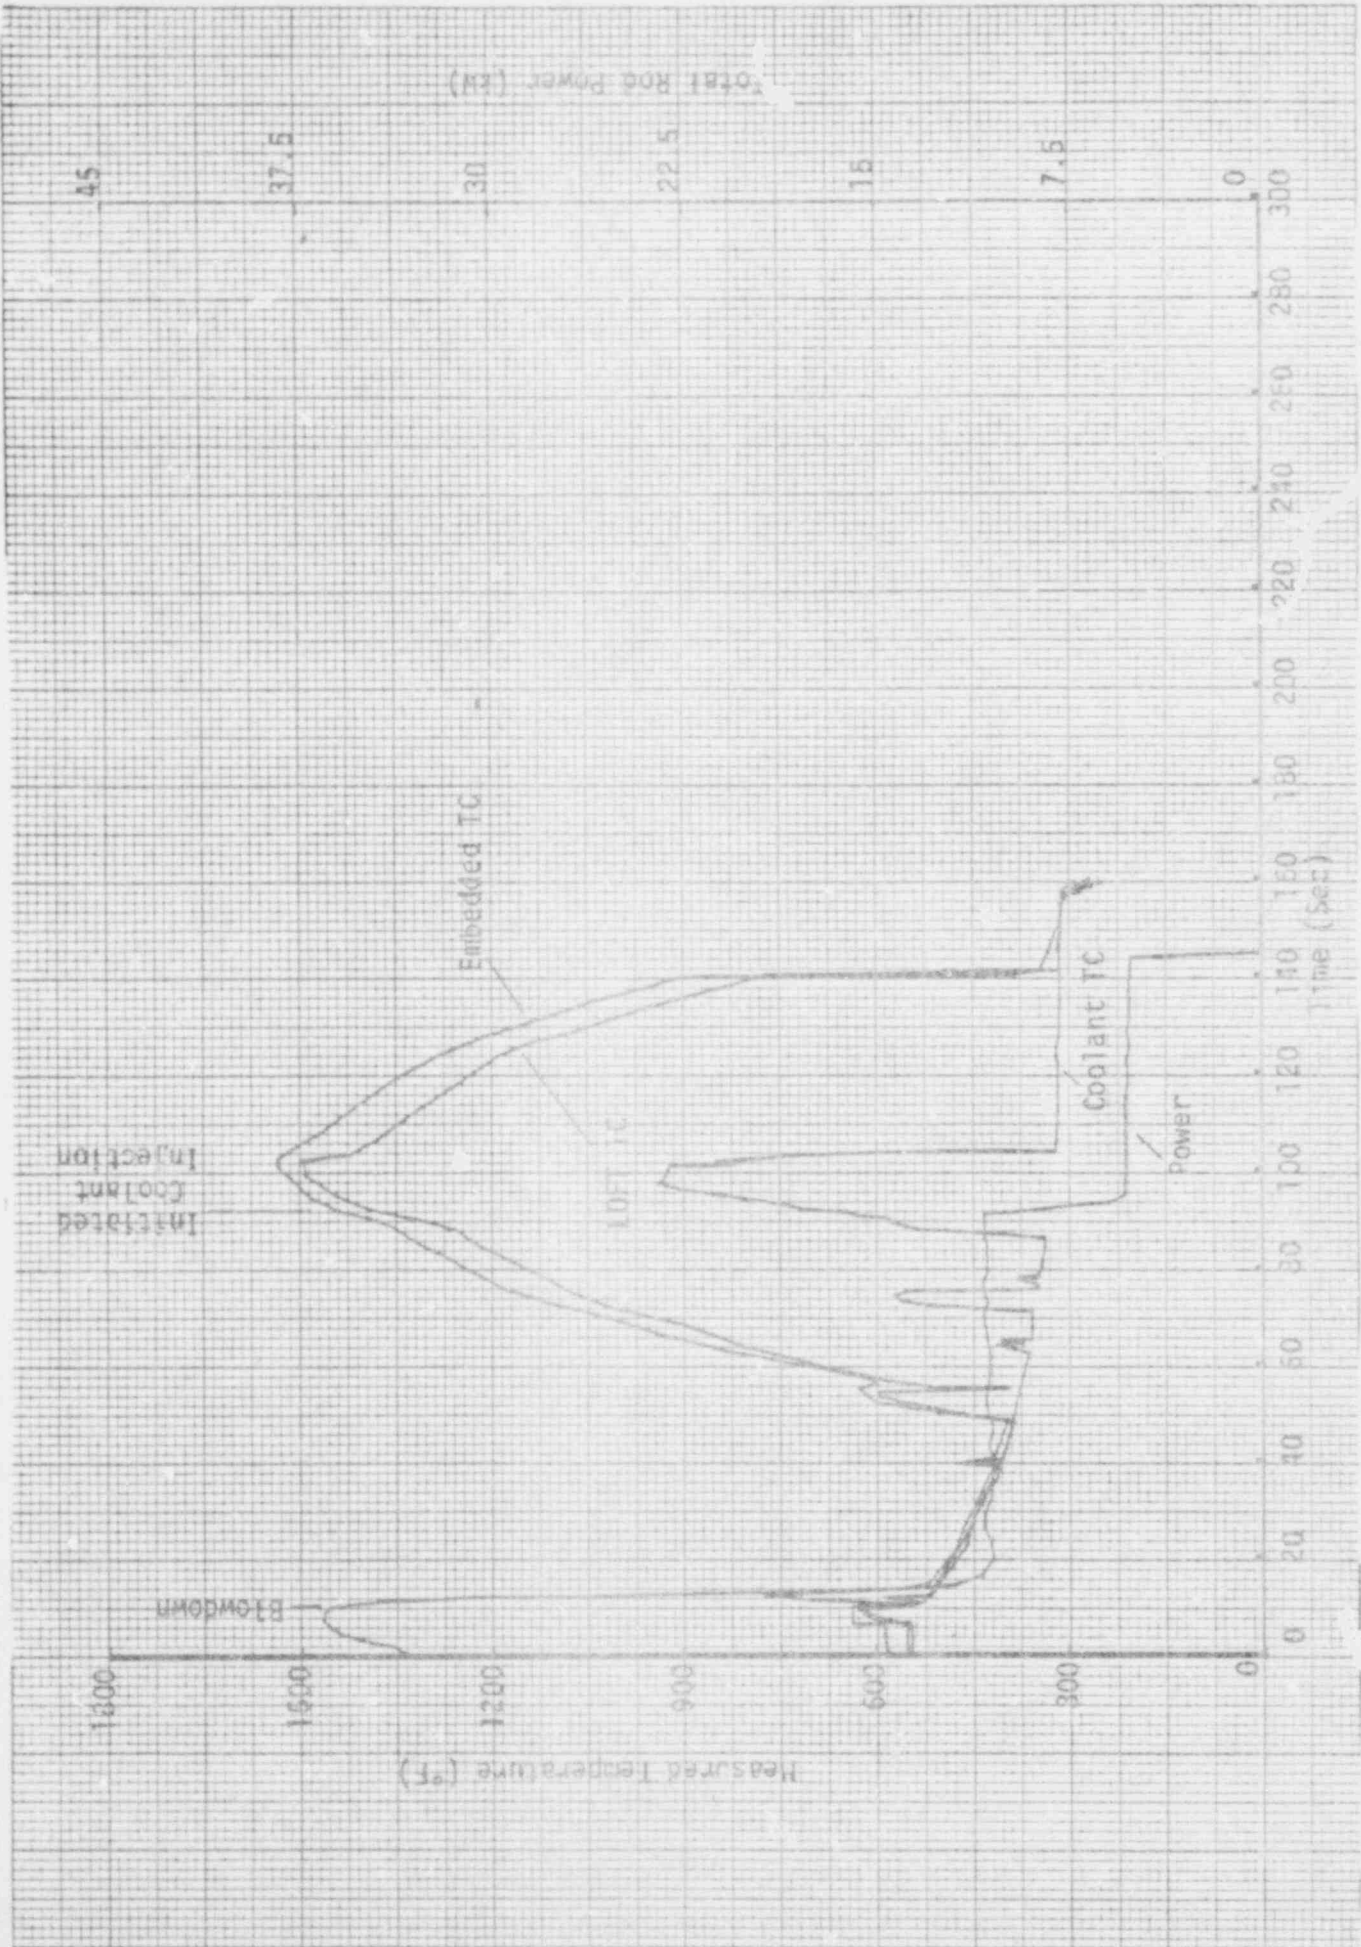 Total Rod Power (kW)
45
37.5
30
22.5
15
7.5
0
Initiated
Coolant
Injection
Blowdown
Embedded TC
LOFT TC
Coolant TC
Power
1800
1500
1200
900
600
300
0
Measured Temperature (°F)
0
20
40
60
80
100
120
140
160
180
200
220
240
260
280
300
Time (Sec)